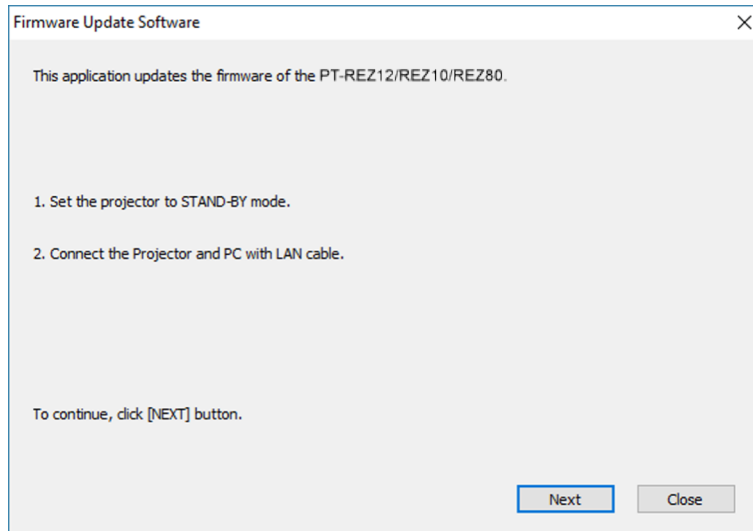 Firmware Update Software
This application updates the firmware of the PT-REZ12/REZ10/REZ80.
1. Set the projector to STAND-BY mode.
2. Connect the Projector and PC with LAN cable.
To continue, click [NEXT] button.
Next Close